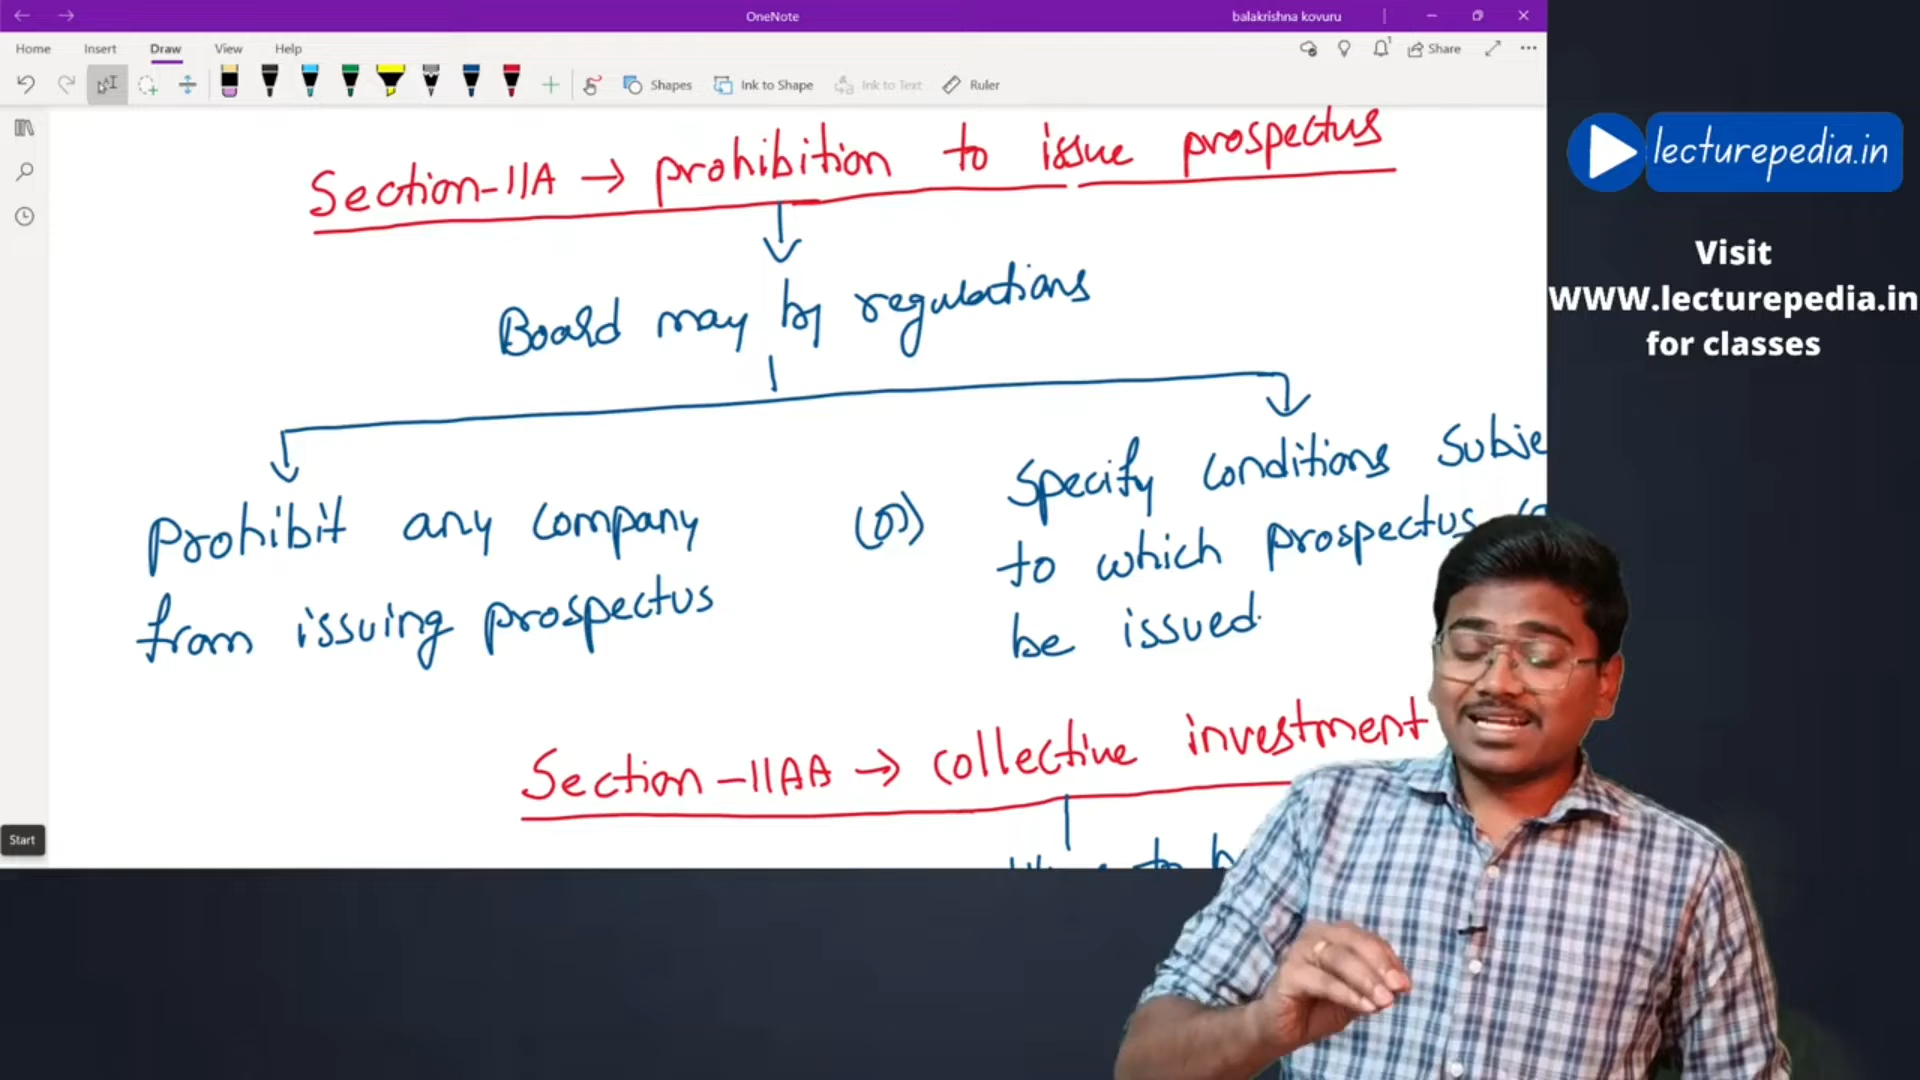 OneNote
balakrishna kovuru
Home Insert Draw View Help
1
Share
Shapes
Ink to Shape
Ink to Text
Ruler
Section-11A → prohibition to issue prospectus
Board may by regulations
Prohibit any company
from issuing prospectus
(or)
Specify conditions Subje
to which prospectus
be issued.
Section-11AA → collective investment
Start
lecturepedia.in
Visit
WWW.lecturepedia.in
for classes